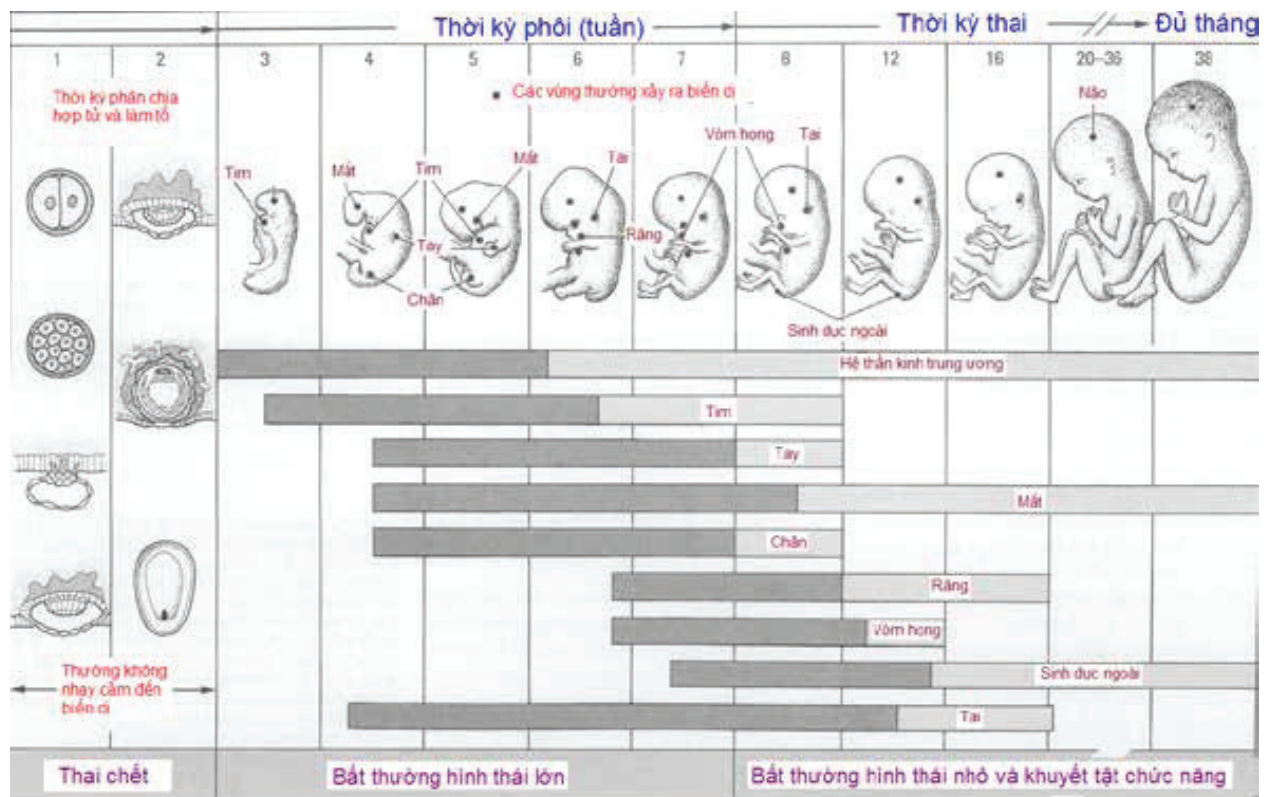 Thời kỳ phôi (tuần)
Thời kỳ thai
Đủ tháng
1
2
3
4
5
6
7
8
12
16
20–36
38
Thời kỳ phân chia
hợp tử và làm tổ
Các vùng thường xảy ra biến dị
Não
Vòm họng
Tai
Tim
Mắt
Tim
Mắt
Tai
Tay
Răng
Chân
Sinh dục ngoài
Hệ thần kinh trung ương
Tim
Tay
Mắt
Chân
Răng
Vòm họng
Sinh dục ngoài
Tai
Thường không
nhạy cảm đến
biến dị
Thai chết
Bất thường hình thái lớn
Bất thường hình thái nhỏ và khuyết tật chức năng